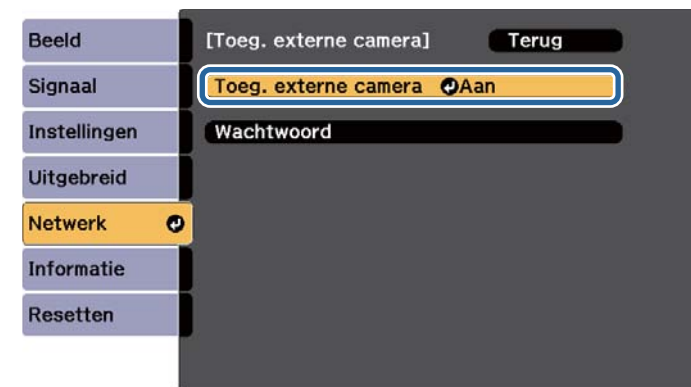 Beeld
Signaal
Instellingen
Uitgebreid
Netwerk
Informatie
Resetten
[Toeg. externe camera] Terug
Toeg. externe camera Aan
Wachtwoord